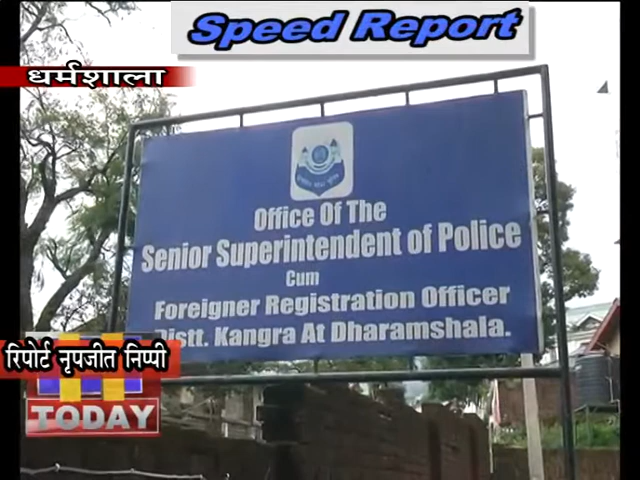 Speed Report
धर्मशाला
Office Of The
Senior Superintendent of Police
Cum
Foreigner Registration Officer
Distt. Kangra At Dharamshala.
रिपोर्ट नृपजीत निप्पी
TODAY